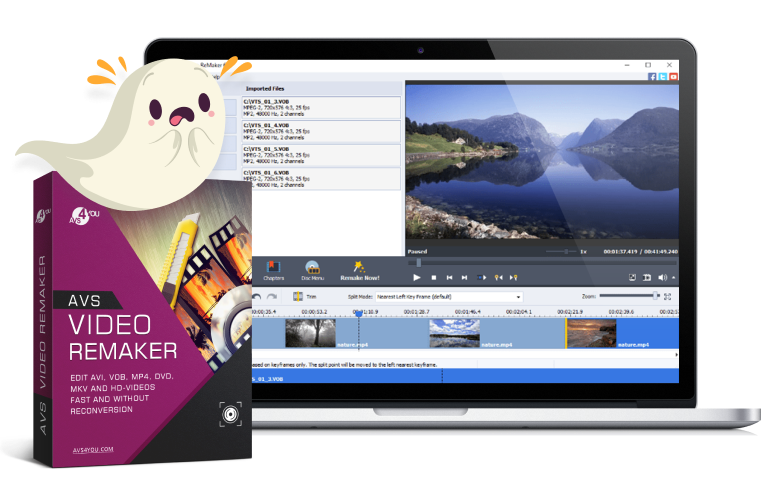 ReMaker
Imported Files
C:\VTS_01_3.VOB
MPEG-2, 720x576 4:3, 25 fps
MP2, 48000 Hz, 2 channels
C:\VTS_01_4.VOB
MPEG-2, 720x576 4:3, 25 fps
MP2, 48000 Hz, 2 channels
C:\VTS_01_5.VOB
MPEG-2, 720x576 4:3, 25 fps
MP2, 48000 Hz, 2 channels
C:\VTS_01_6.VOB
MPEG-2, 720x576 4:3, 25 fps
MP2, 48000 Hz, 2 channels
Paused
1x
00:01:37.419 / 00:41:49.240
Chapters
Disc Menu
Remake Now!
Trim
Split Mode:
Nearest Left Key Frame (default)
Zoom:
0:00:35.4
00:00:53.2
00:01:10.9
00:01:28.7
00:01:46.4
00:02:04.1
00:02:21.9
00:02:39.6
00:02:5
nature.mp4
nature.mp4
nature.mp4
ased on keyframes only. The split point will be moved to the left nearest keyframe.
S_01_3.VOB
AVS4YOU
AVS VIDEO REMAKER
AVS
AVS4YOU
AVS
VIDEO
REMAKER
EDIT AVI, VOB, MP4, DVD,
MKV AND HD-VIDEOS
FAST AND WITHOUT
RECONVERSION
AVS4YOU.COM